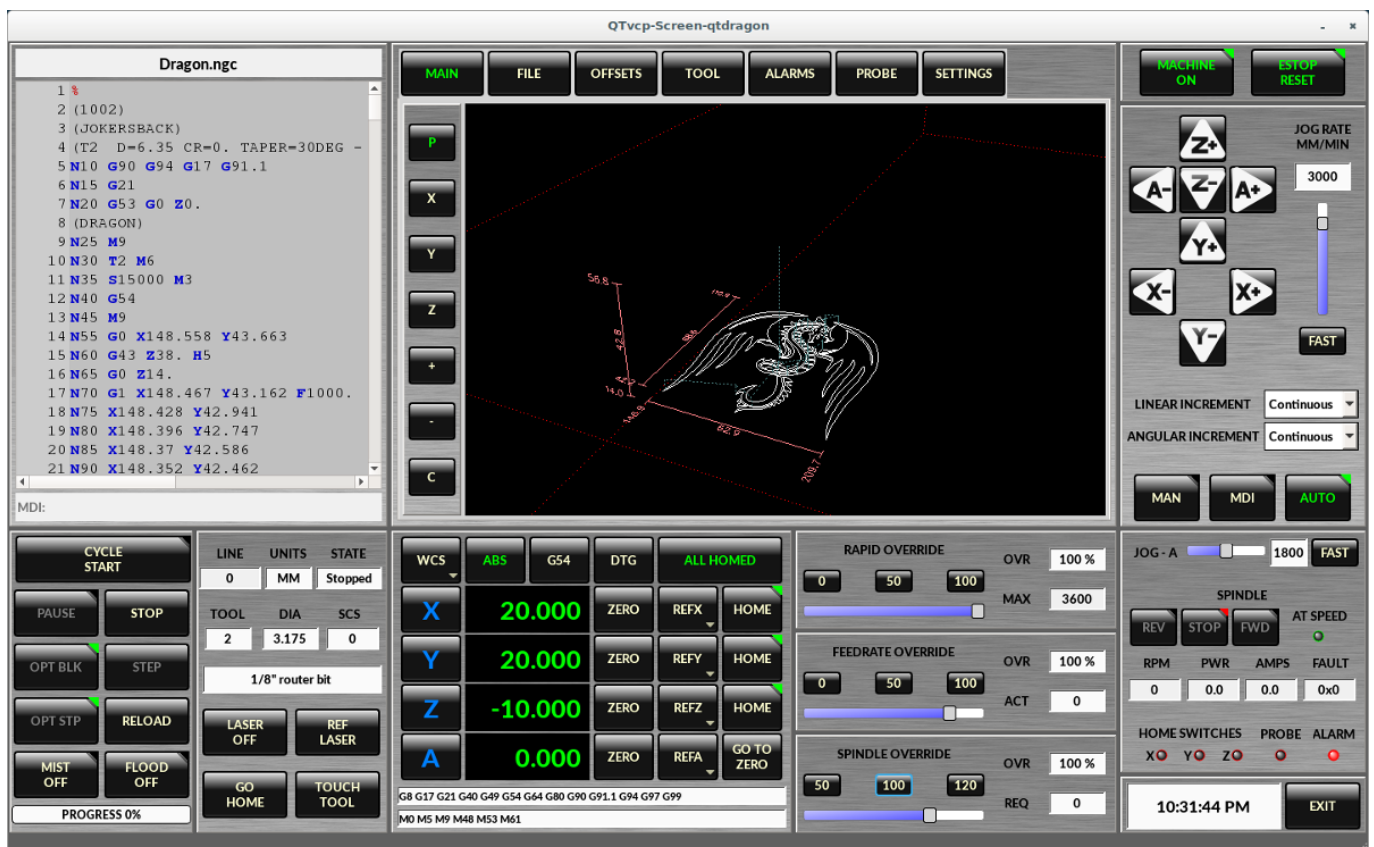 QTvcp-Screen-qtdragon
Dragon.ngc
1 %
2 (1002)
3 (JOKERSBACK)
4 (T2  D=6.35 CR=0. TAPER=30DEG -
5 N10 G90 G94 G17 G91.1
6 N15 G21
7 N20 G53 G0 Z0.
8 (DRAGON)
9 N25 M9
10 N30 T2 M6
11 N35 S15000 M3
12 N40 G54
13 N45 M9
14 N55 G0 X148.558 Y43.663
15 N60 G43 Z38. H5
16 N65 G0 Z14.
17 N70 G1 X148.467 Y43.162 F1000.
18 N75 X148.428 Y42.941
19 N80 X148.396 Y42.747
20 N85 X148.37 Y42.586
21 N90 X148.352 Y42.462
MDI:
MAIN FILE OFFSETS TOOL ALARMS PROBE SETTINGS
P
X
Y
Z
+
-
C
56.8
42.8
14.0
62.9
209.7
MACHINE ON
ESTOP RESET
JOG RATE
MM/MIN
3000
Z+
A- Z- A+
Y+
X- X+
Y-
FAST
LINEAR INCREMENT Continuous
ANGULAR INCREMENT Continuous
MAN MDI AUTO
CYCLE
START
PAUSE STOP
OPT BLK STEP
OPT STP RELOAD
MIST OFF
FLOOD OFF
PROGRESS 0%
LINE UNITS STATE
0 MM Stopped
TOOL DIA SCS
2 3.175 0
1/8" router bit
LASER OFF
REF LASER
GO HOME
TOUCH TOOL
WCS ABS G54 DTG ALL HOMED
X 20.000 ZERO REFX HOME
Y 20.000 ZERO REFY HOME
Z -10.000 ZERO REFZ HOME
A 0.000 ZERO REFA GO TO ZERO
G8 G17 G21 G40 G49 G54 G64 G80 G90 G91.1 G94 G97 G99
M0 M5 M9 M48 M53 M61
RAPID OVERRIDE OVR 100 %
0 50 100
MAX 3600
FEEDRATE OVERRIDE OVR 100 %
0 50 100
ACT 0
SPINDLE OVERRIDE OVR 100 %
50 100 120
REQ 0
JOG - A 1800 FAST
SPINDLE
REV STOP FWD AT SPEED
RPM PWR AMPS FAULT
0 0.0 0.0 0x0
HOME SWITCHES PROBE ALARM
X Y Z
10:31:44 PM EXIT